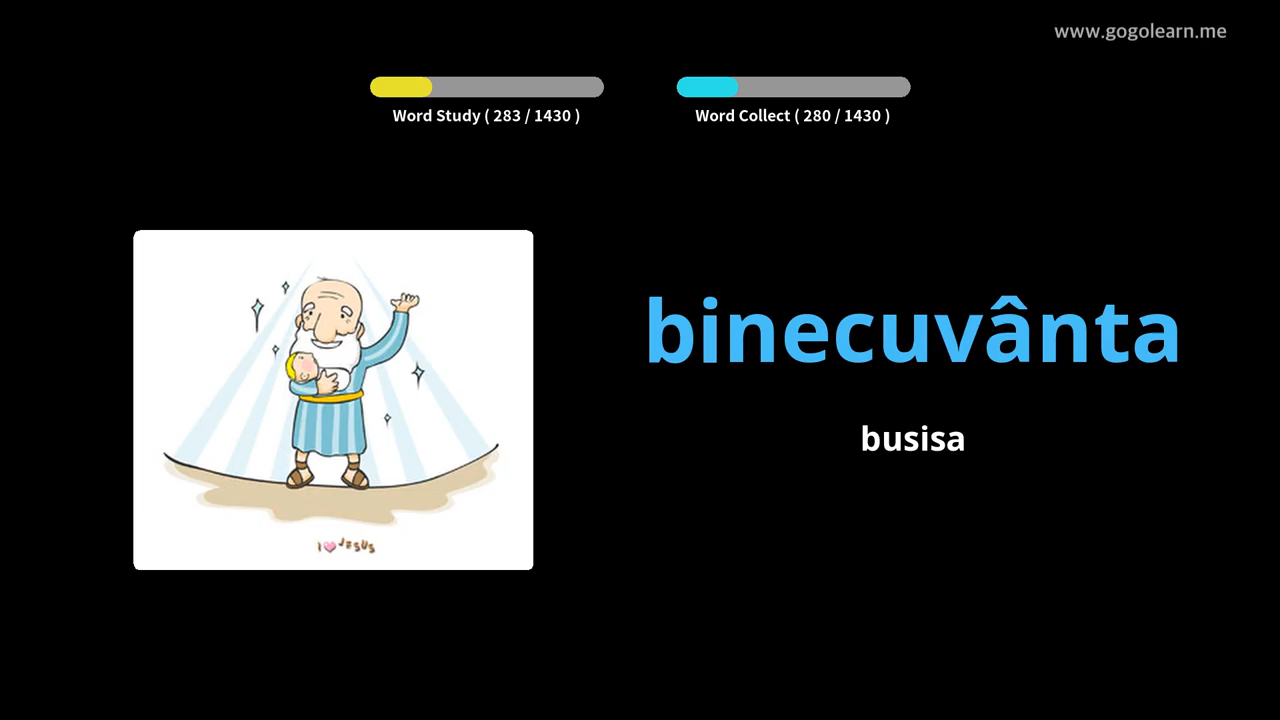 www.gogolearn.me
Word Study ( 283 / 1430 )
Word Collect ( 280 / 1430 )
binecuvânta
busisa
I JESUS